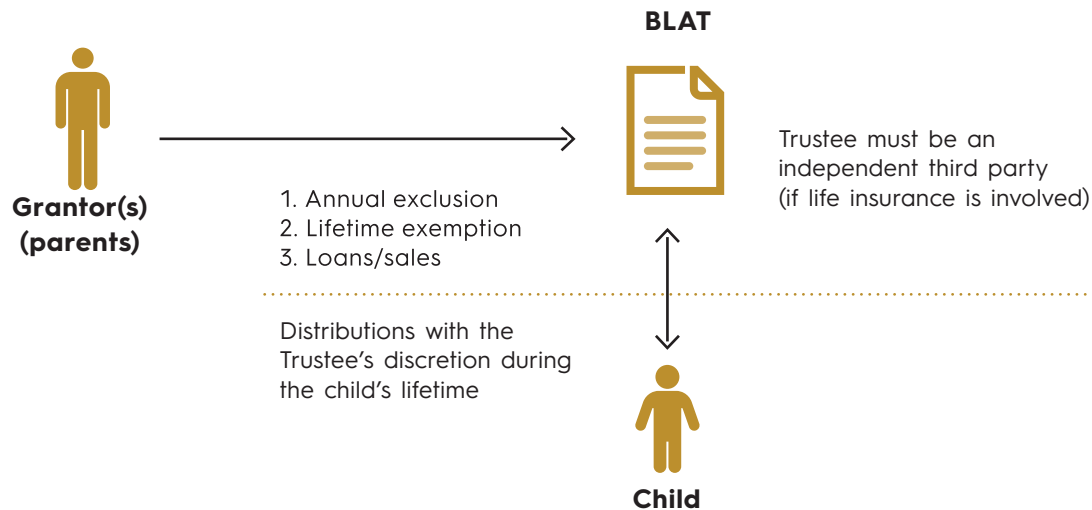 BLAT
Grantor(s)
(parents)
1. Annual exclusion
2. Lifetime exemption
3. Loans/sales
Trustee must be an
independent third party
(if life insurance is involved)
Distributions with the
Trustee's discretion during
the child's lifetime
Child